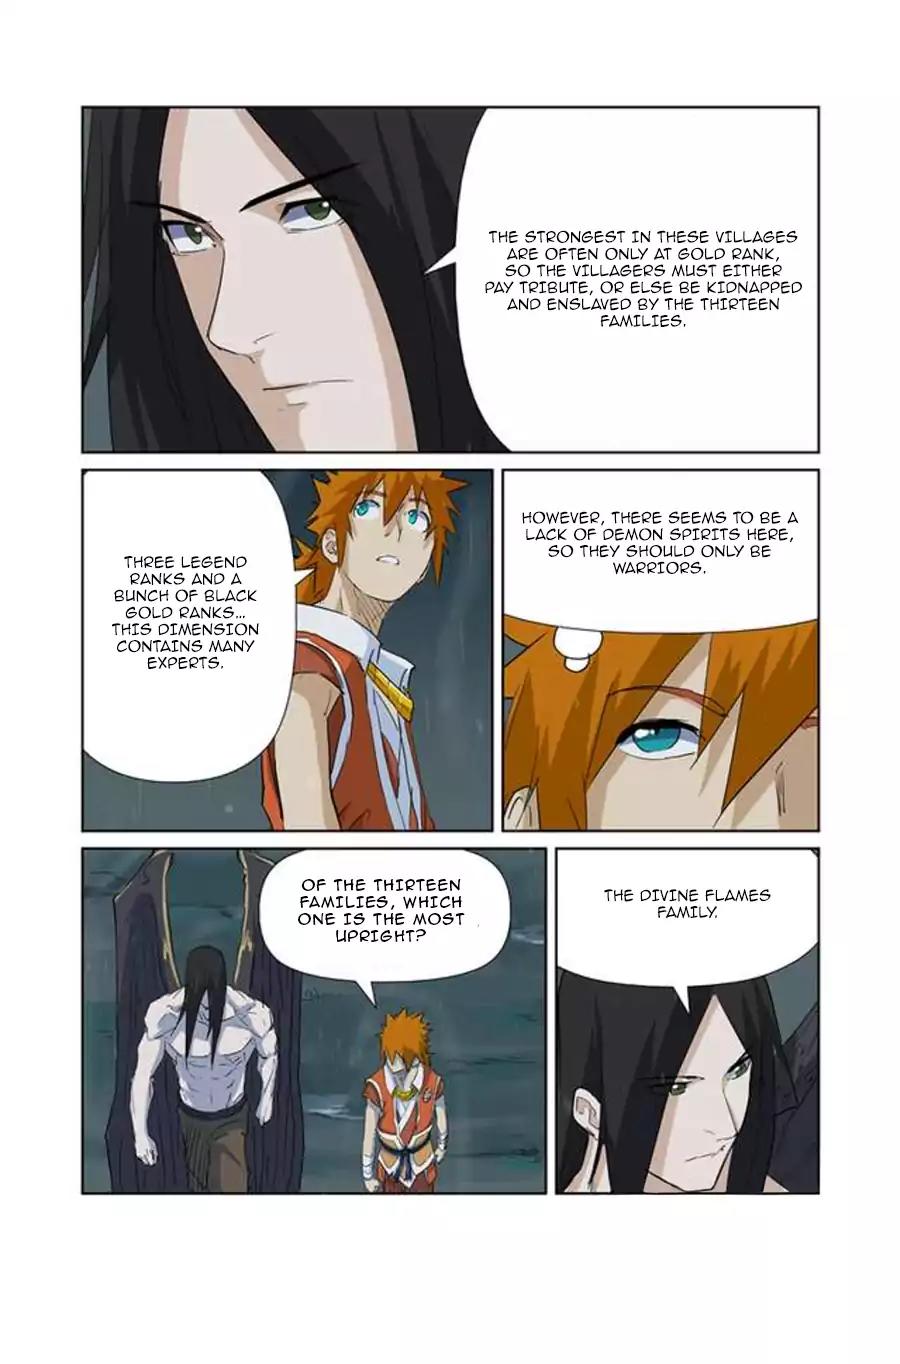 THE STRONGEST IN THESE VILLAGES
ARE OFTEN ONLY AT GOLD RANK,
SO THE VILLAGERS MUST EITHER
PAY TRIBUTE, OR ELSE BE KIDNAPPED
AND ENSLAVED BY THE THIRTEEN
FAMILIES.
THREE LEGEND
RANKS AND A
BUNCH OF BLACK
GOLD RANKS...
THIS DIMENSION
CONTAINS MANY
EXPERTS.
HOWEVER, THERE SEEMS TO BE A
LACK OF DEMON SPIRITS HERE,
SO THEY SHOULD ONLY BE
WARRIORS.
OF THE THIRTEEN
FAMILIES, WHICH
ONE IS THE MOST
UPRIGHT?
THE DIVINE FLAMES
FAMILY.